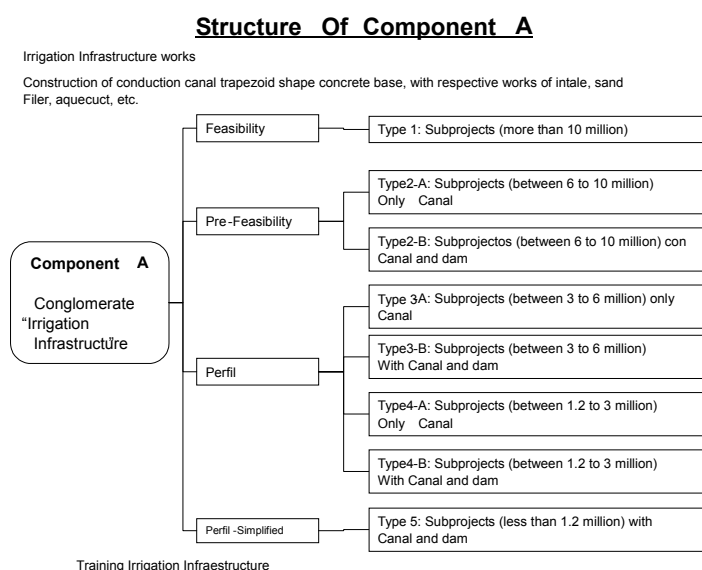 Structure Of Component A
Irrigation Infrastructure works
Construction of conduction canal trapezoid shape concrete base, with respective works of intale, sand
Filer, aquecuct, etc.
Feasibility
Type 1: Subprojects (more than 10 million)
Pre-Feasibility
Type2-A: Subprojects (between 6 to 10 million)
Only Canal
Type2-B: Subprojectos (between 6 to 10 million) con
Canal and dam
Component A
Conglomerate
“Irrigation
Infrastructure”
Perfil
Type 3A: Subprojects (between 3 to 6 million) only
Canal
Type3-B: Subprojects (between 3 to 6 million)
With Canal and dam
Type4-A: Subprojects (between 1.2 to 3 million)
Only Canal
Type4-B: Subprojects (between 1.2 to 3 million)
With Canal and dam
Perfil -Simplified
Type 5: Subprojects (less than 1.2 million) with
Canal and dam
Training Irrigation Infraestructure